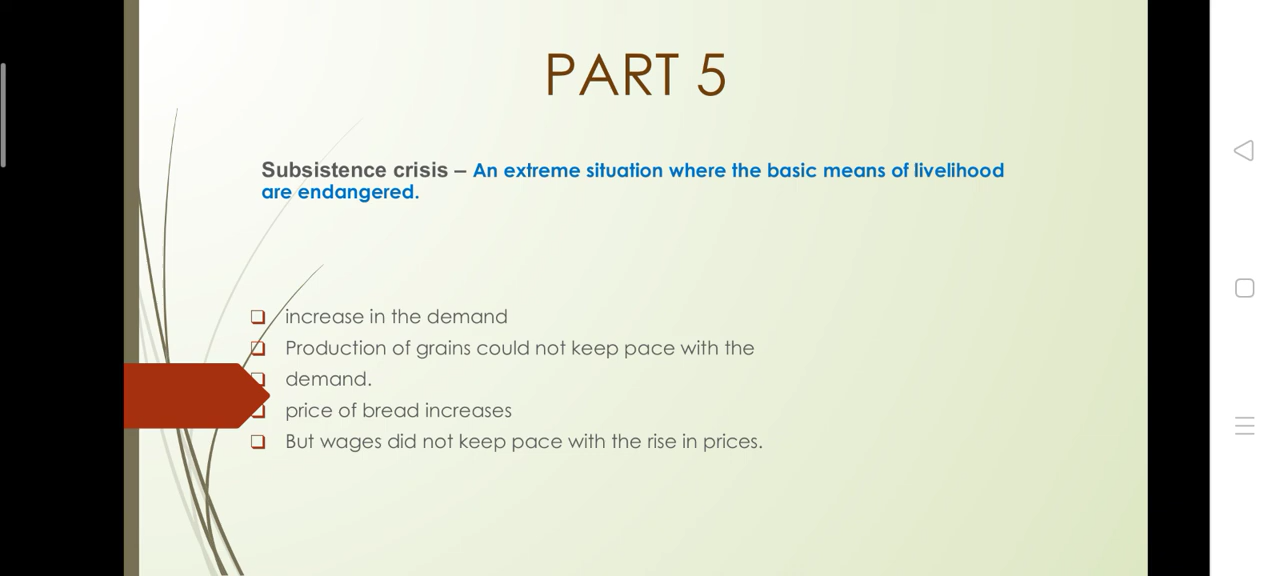 PART 5
Subsistence crisis – An extreme situation where the basic means of livelihood
are endangered.
increase in the demand
Production of grains could not keep pace with the
demand.
price of bread increases
But wages did not keep pace with the rise in prices.